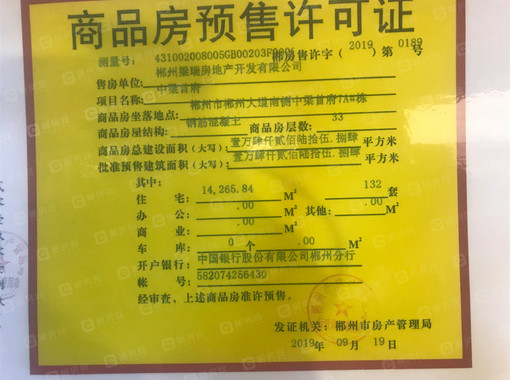 商品房预售许可证
测量号： 431002008005GB00203F0001 郴房售许字（2019）第0189号
售房单位： 郴州梁瑞房地产开发有限公司
项目名称： 中梁首府
商品房坐落地点： 郴州市郴州大道南侧中梁首府7A#栋
商品房屋结构： 钢筋混凝土 商品房层数： 33
商品房总建设面积（大写）： 壹万肆仟贰佰陆拾伍.捌肆 平方米
批准预售建筑面积（大写）： 壹万肆仟贰佰陆拾伍.捌肆 平方米
其中：
住 宅： 14,265.84 M² 132 套
办 公： .00 M² 其他： .00 M²
商 业： .00 M²
车 库： 0 个 .00 M²
开户银行： 中国银行股份有限公司郴州分行
帐 号： 582074256430
经审查，上述商品房准许预售。
发证机关： 郴州市房产管理局
2019年 09月 19日